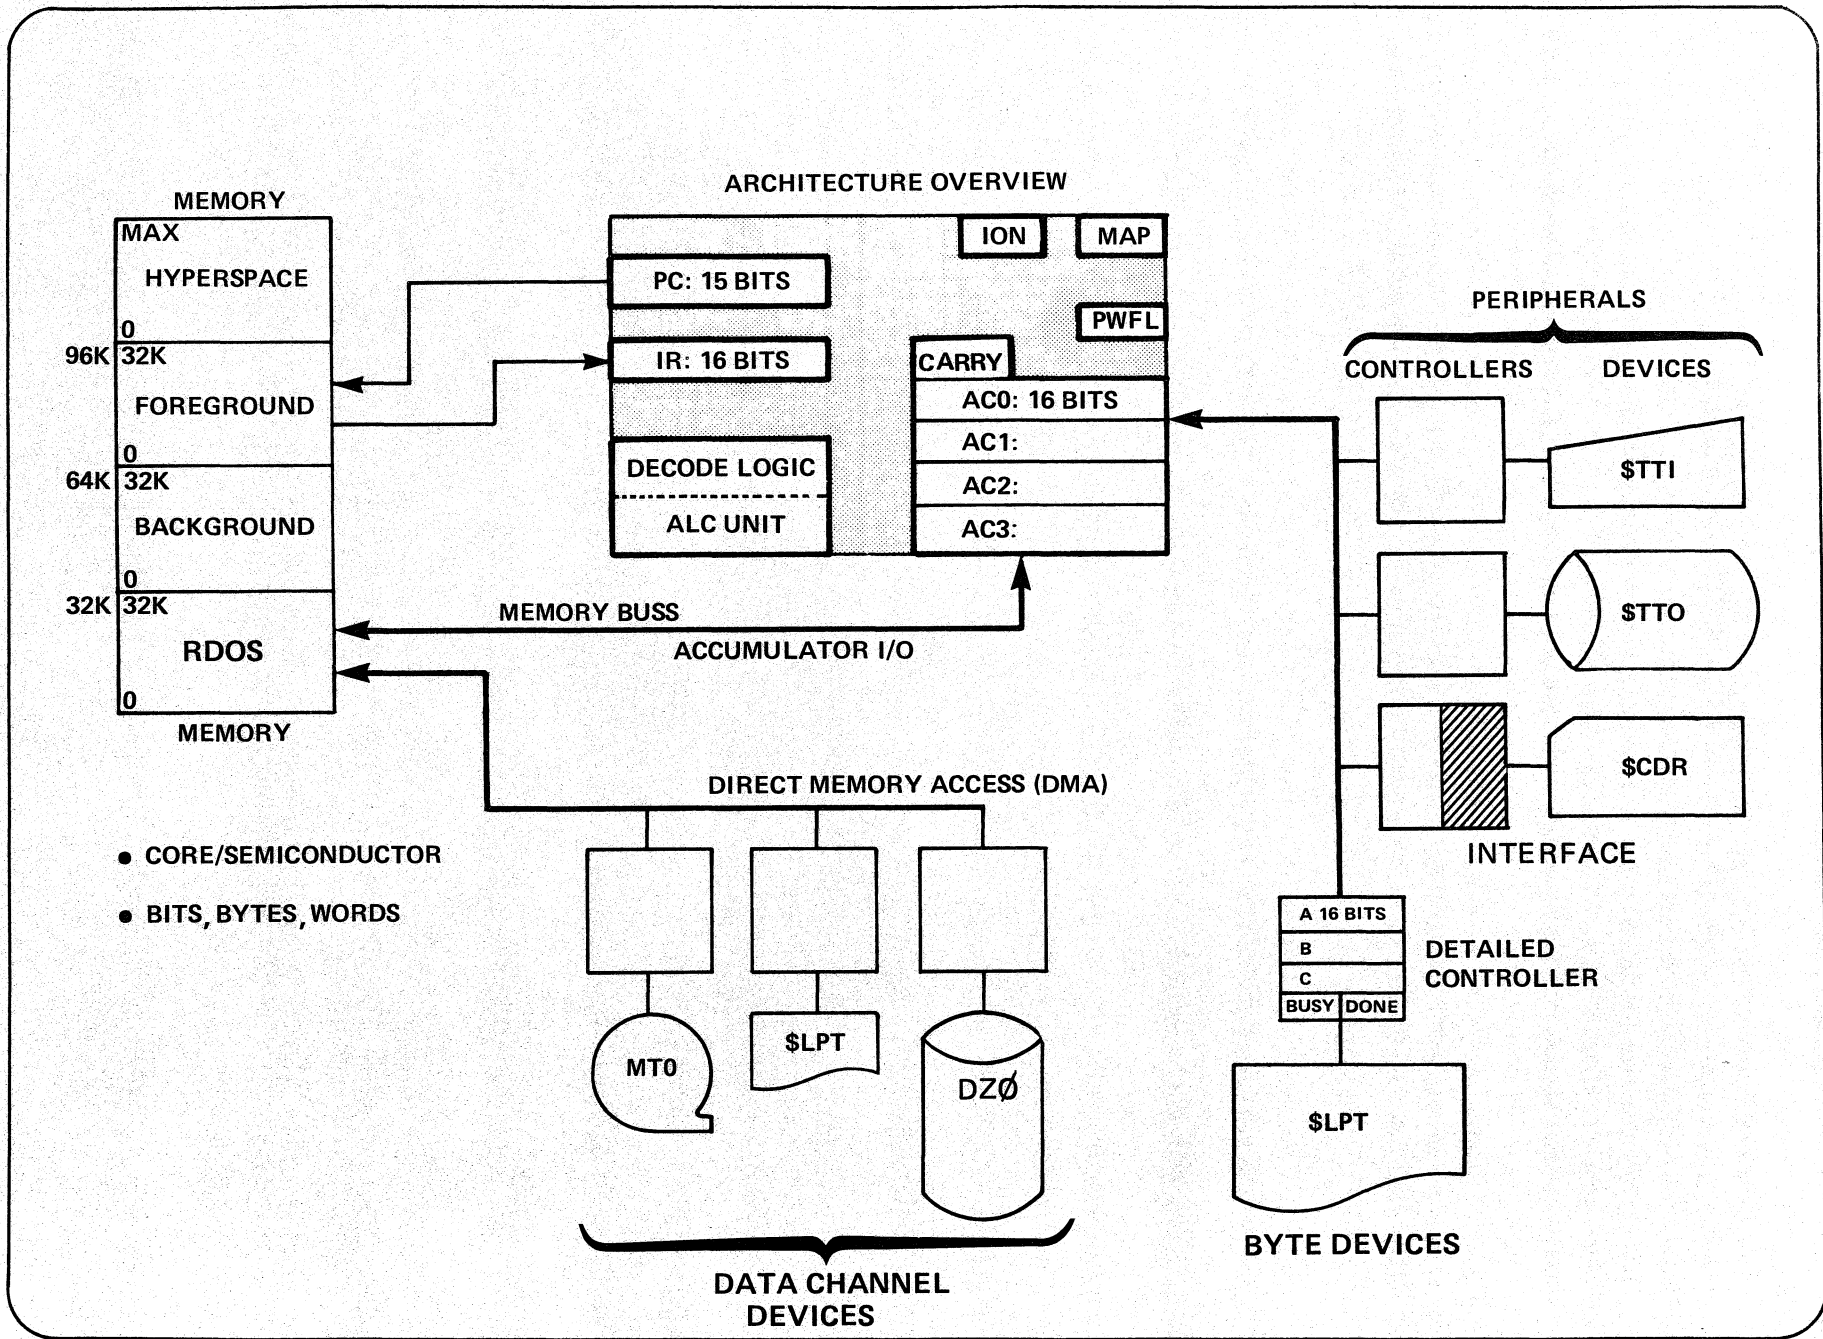 ARCHITECTURE OVERVIEW
MEMORY
MAX
HYPERSPACE
0
96K 32K
FOREGROUND
0
64K 32K
BACKGROUND
0
32K 32K
RDOS
0
MEMORY
• CORE/SEMICONDUCTOR
• BITS, BYTES, WORDS
ION
MAP
PC: 15 BITS
PWFL
IR: 16 BITS
CARRY
AC0: 16 BITS
AC1:
AC2:
AC3:
DECODE LOGIC
ALC UNIT
MEMORY BUSS
ACCUMULATOR I/O
DIRECT MEMORY ACCESS (DMA)
MT0
$LPT
DZØ
DATA CHANNEL
DEVICES
PERIPHERALS
CONTROLLERS DEVICES
$TTI
$TTO
$CDR
INTERFACE
A 16 BITS
B
C
BUSY DONE
DETAILED
CONTROLLER
$LPT
BYTE DEVICES